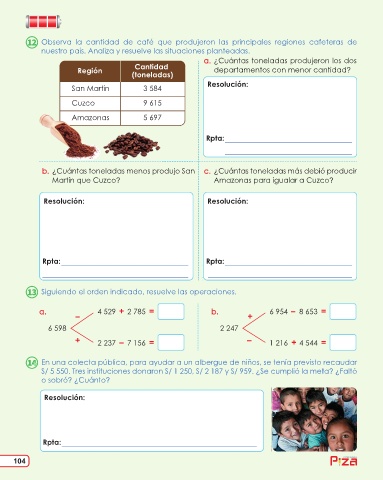 12 Observa la cantidad de café que produjeron las principales regiones cafeteras de
nuestro país. Analiza y resuelve las situaciones planteadas.
Región Cantidad (toneladas)
San Martín 3 584
Cuzco 9 615
Amazonas 5 697
a. ¿Cuántas toneladas produjeron los dos
departamentos con menor cantidad?
Resolución:
Rpta:
b. ¿Cuántas toneladas menos produjo San
Martín que Cuzco?
Resolución:
Rpta:
c. ¿Cuántas toneladas más debió producir
Amazonas para igualar a Cuzco?
Resolución:
Rpta:
13 Siguiendo el orden indicado, resuelve las operaciones.
a.
− 4 529 + 2 785 =
6 598
+ 2 237 − 7 156 =
b.
+ 6 954 − 8 653 =
2 247
− 1 216 + 4 544 =
14 En una colecta pública, para ayudar a un albergue de niños, se tenía previsto recaudar
S/ 5 550. Tres instituciones donaron S/ 1 250, S/ 2 187 y S/ 959. ¿Se cumplió la meta? ¿Faltó
o sobró? ¿Cuánto?
Resolución:
Rpta:
104
Pizza